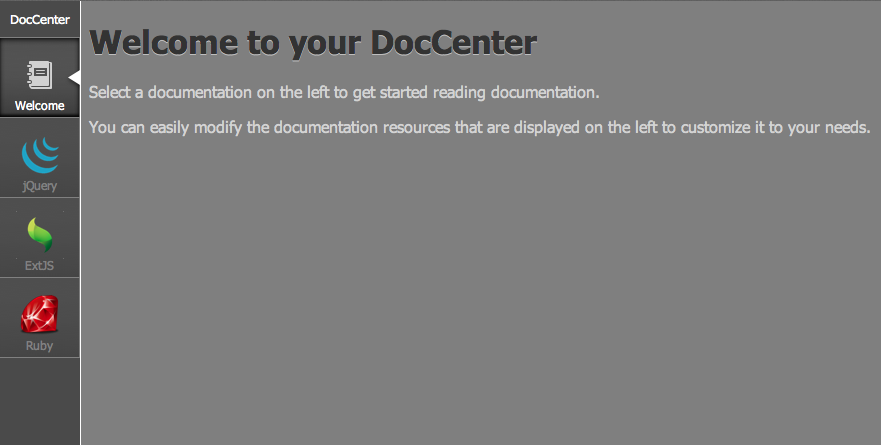 DocCenter
Welcome
jQuery
ExtJS
Ruby
Welcome to your DocCenter
Select a documentation on the left to get started reading documentation.
You can easily modify the documentation resources that are displayed on the left to customize it to your needs.